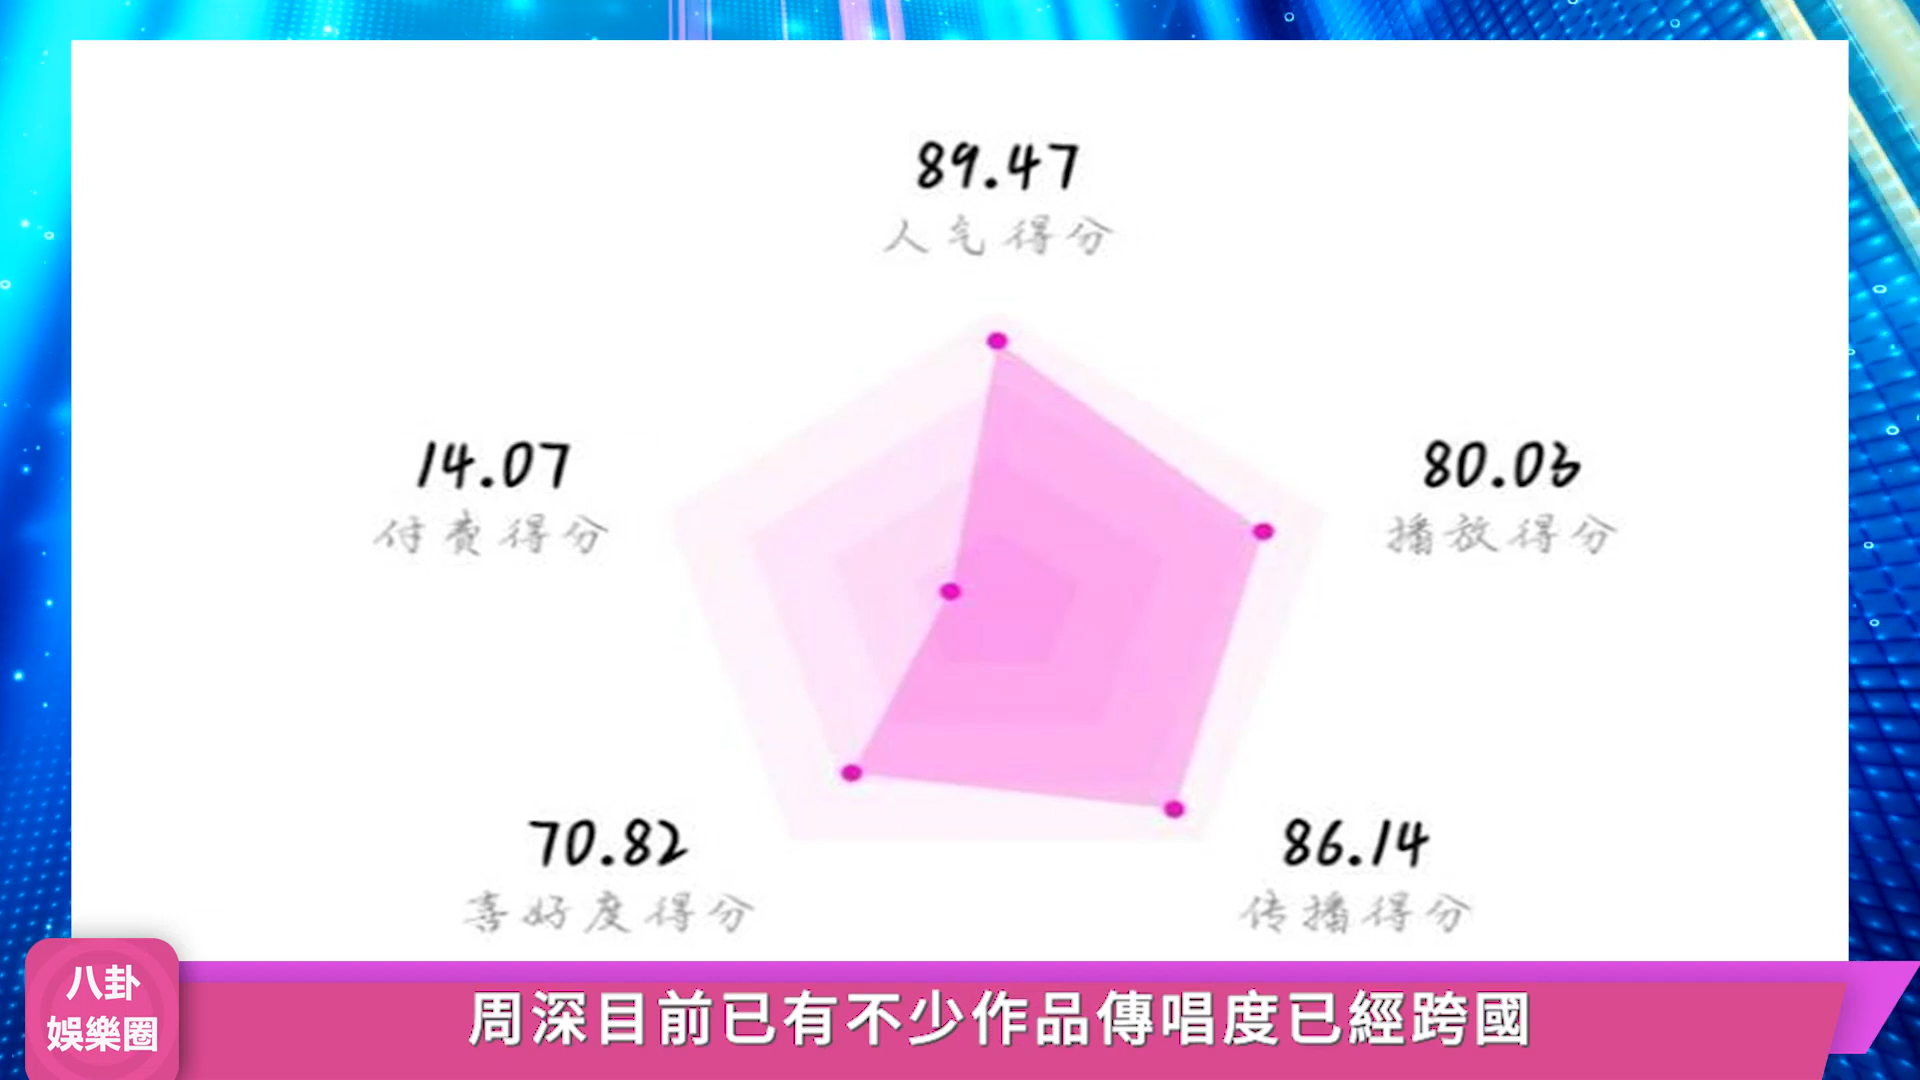 89.47
人气得分
14.07
付费得分
80.03
播放得分
70.82
喜好度得分
86.14
传播得分
八卦
娛樂圈
周深目前已有不少作品傳唱度已經跨國